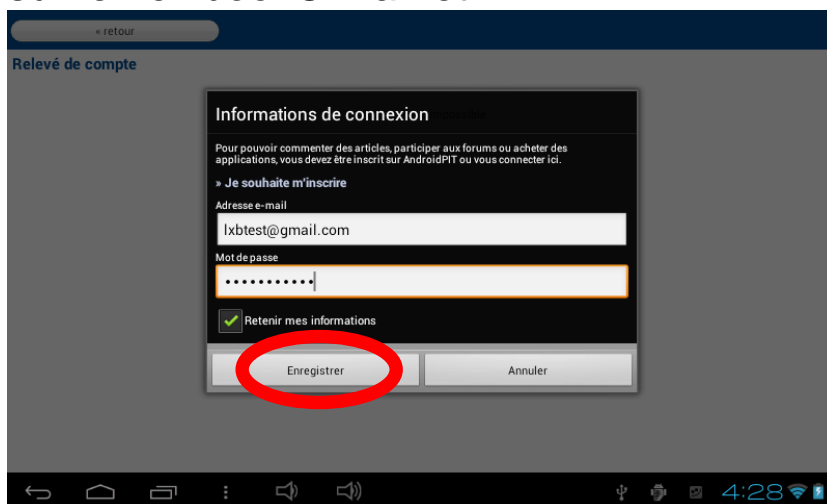 « retour
Relevé de compte
Informations de connexion
Pour pouvoir commenter des articles, participer aux forums ou acheter des
applications, vous devez être inscrit sur AndroidPIT ou vous connecter ici.
» Je souhaite m'inscrire
Adresse e-mail
lxbtest@gmail.com
Mot de passe
•••••••••••
Retenir mes informations
Enregistrer Annuler
4:28